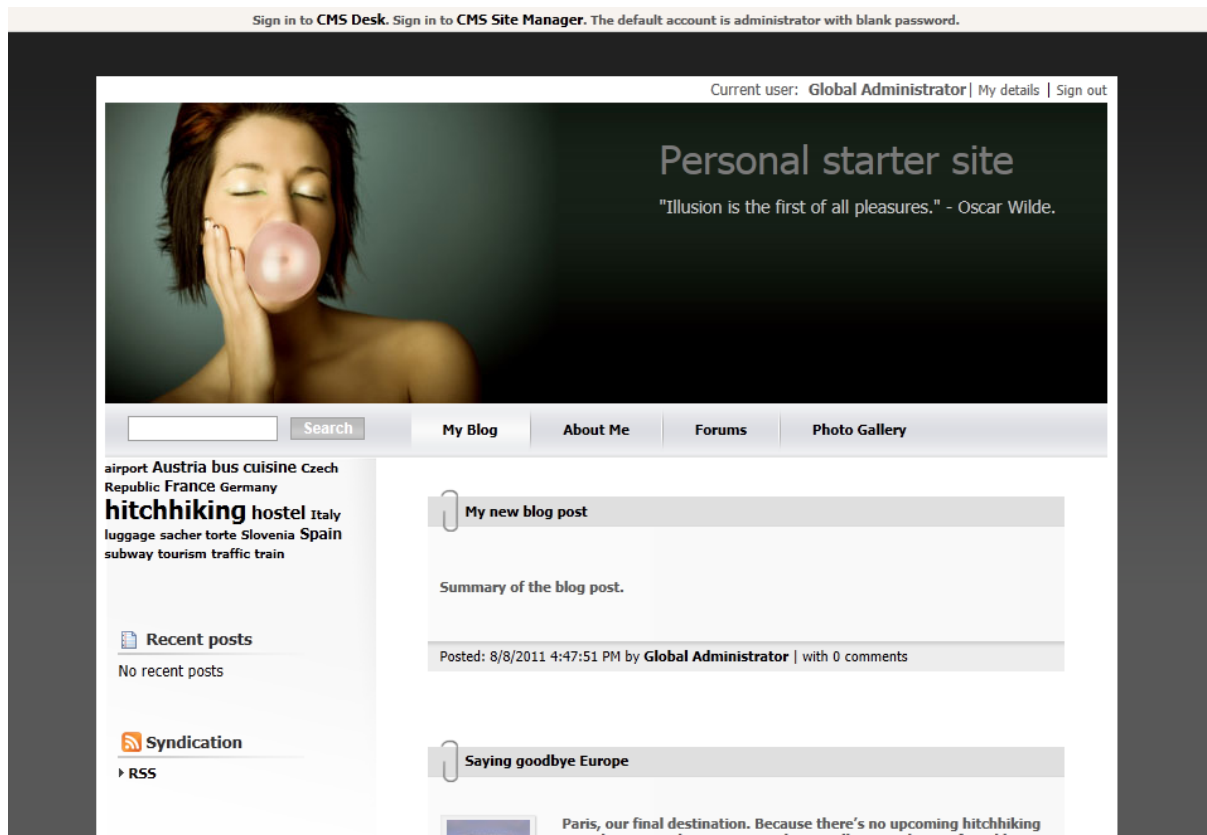 Sign in to CMS Desk. Sign in to CMS Site Manager. The default account is administrator with blank password.
Current user: Global Administrator| My details | Sign out
Personal starter site
"Illusion is the first of all pleasures." - Oscar Wilde.
Search
My Blog About Me Forums Photo Gallery
airport Austria bus cuisine Czech
Republic France Germany
hitchhiking hostel Italy
luggage sacher torte Slovenia Spain
subway tourism traffic train
My new blog post
Summary of the blog post.
Posted: 8/8/2011 4:47:51 PM by Global Administrator | with 0 comments
Recent posts
No recent posts
Syndication
RSS
Saying goodbye Europe
Paris, our final destination. Because there's no upcoming hitchhiking